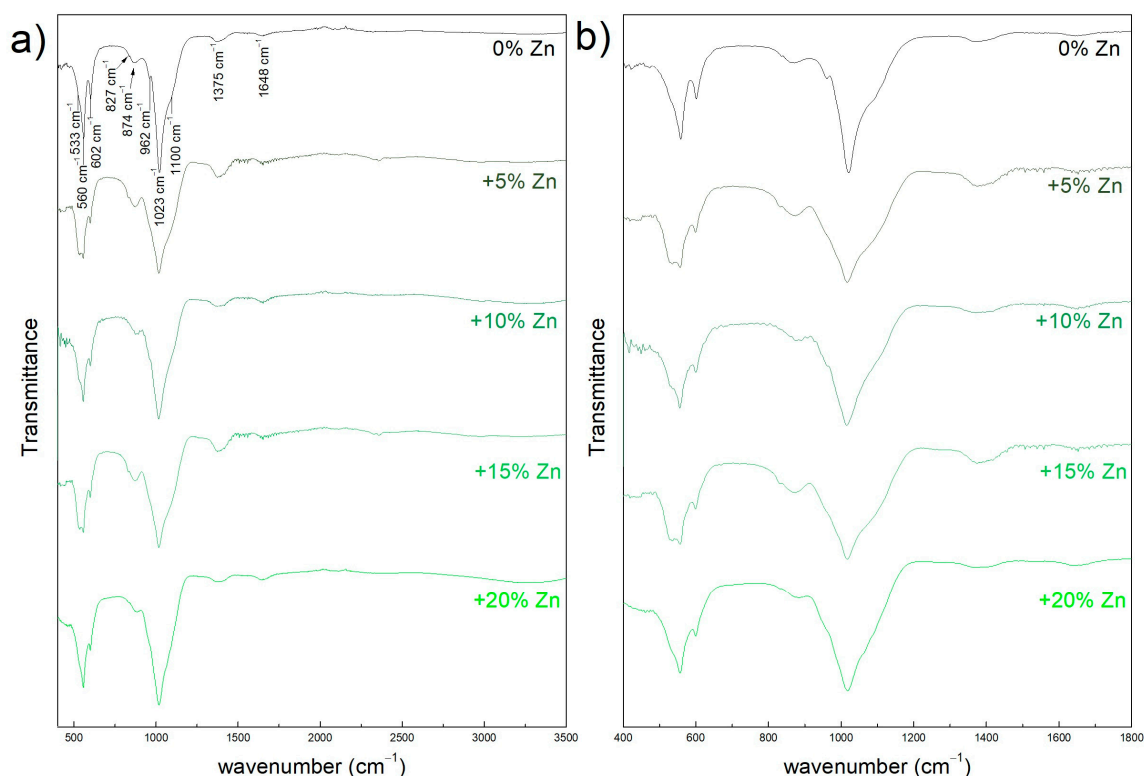 a)
0% Zn
533 cm⁻¹
560 cm⁻¹
602 cm⁻¹
827 cm⁻¹
874 cm⁻¹
962 cm⁻¹
1023 cm⁻¹
1100 cm⁻¹
1375 cm⁻¹
1648 cm⁻¹
+5% Zn
+10% Zn
+15% Zn
+20% Zn
Transmittance
500 1000 1500 2000 2500 3000 3500
wavenumber (cm⁻¹)
b)
0% Zn
+5% Zn
+10% Zn
+15% Zn
+20% Zn
Transmittance
400 600 800 1000 1200 1400 1600 1800
wavenumber (cm⁻¹)